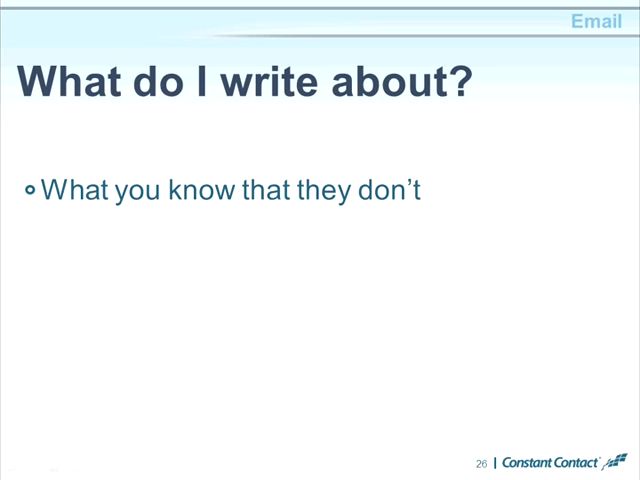 Email
What do I write about?
What you know that they don’t
26
Constant Contact